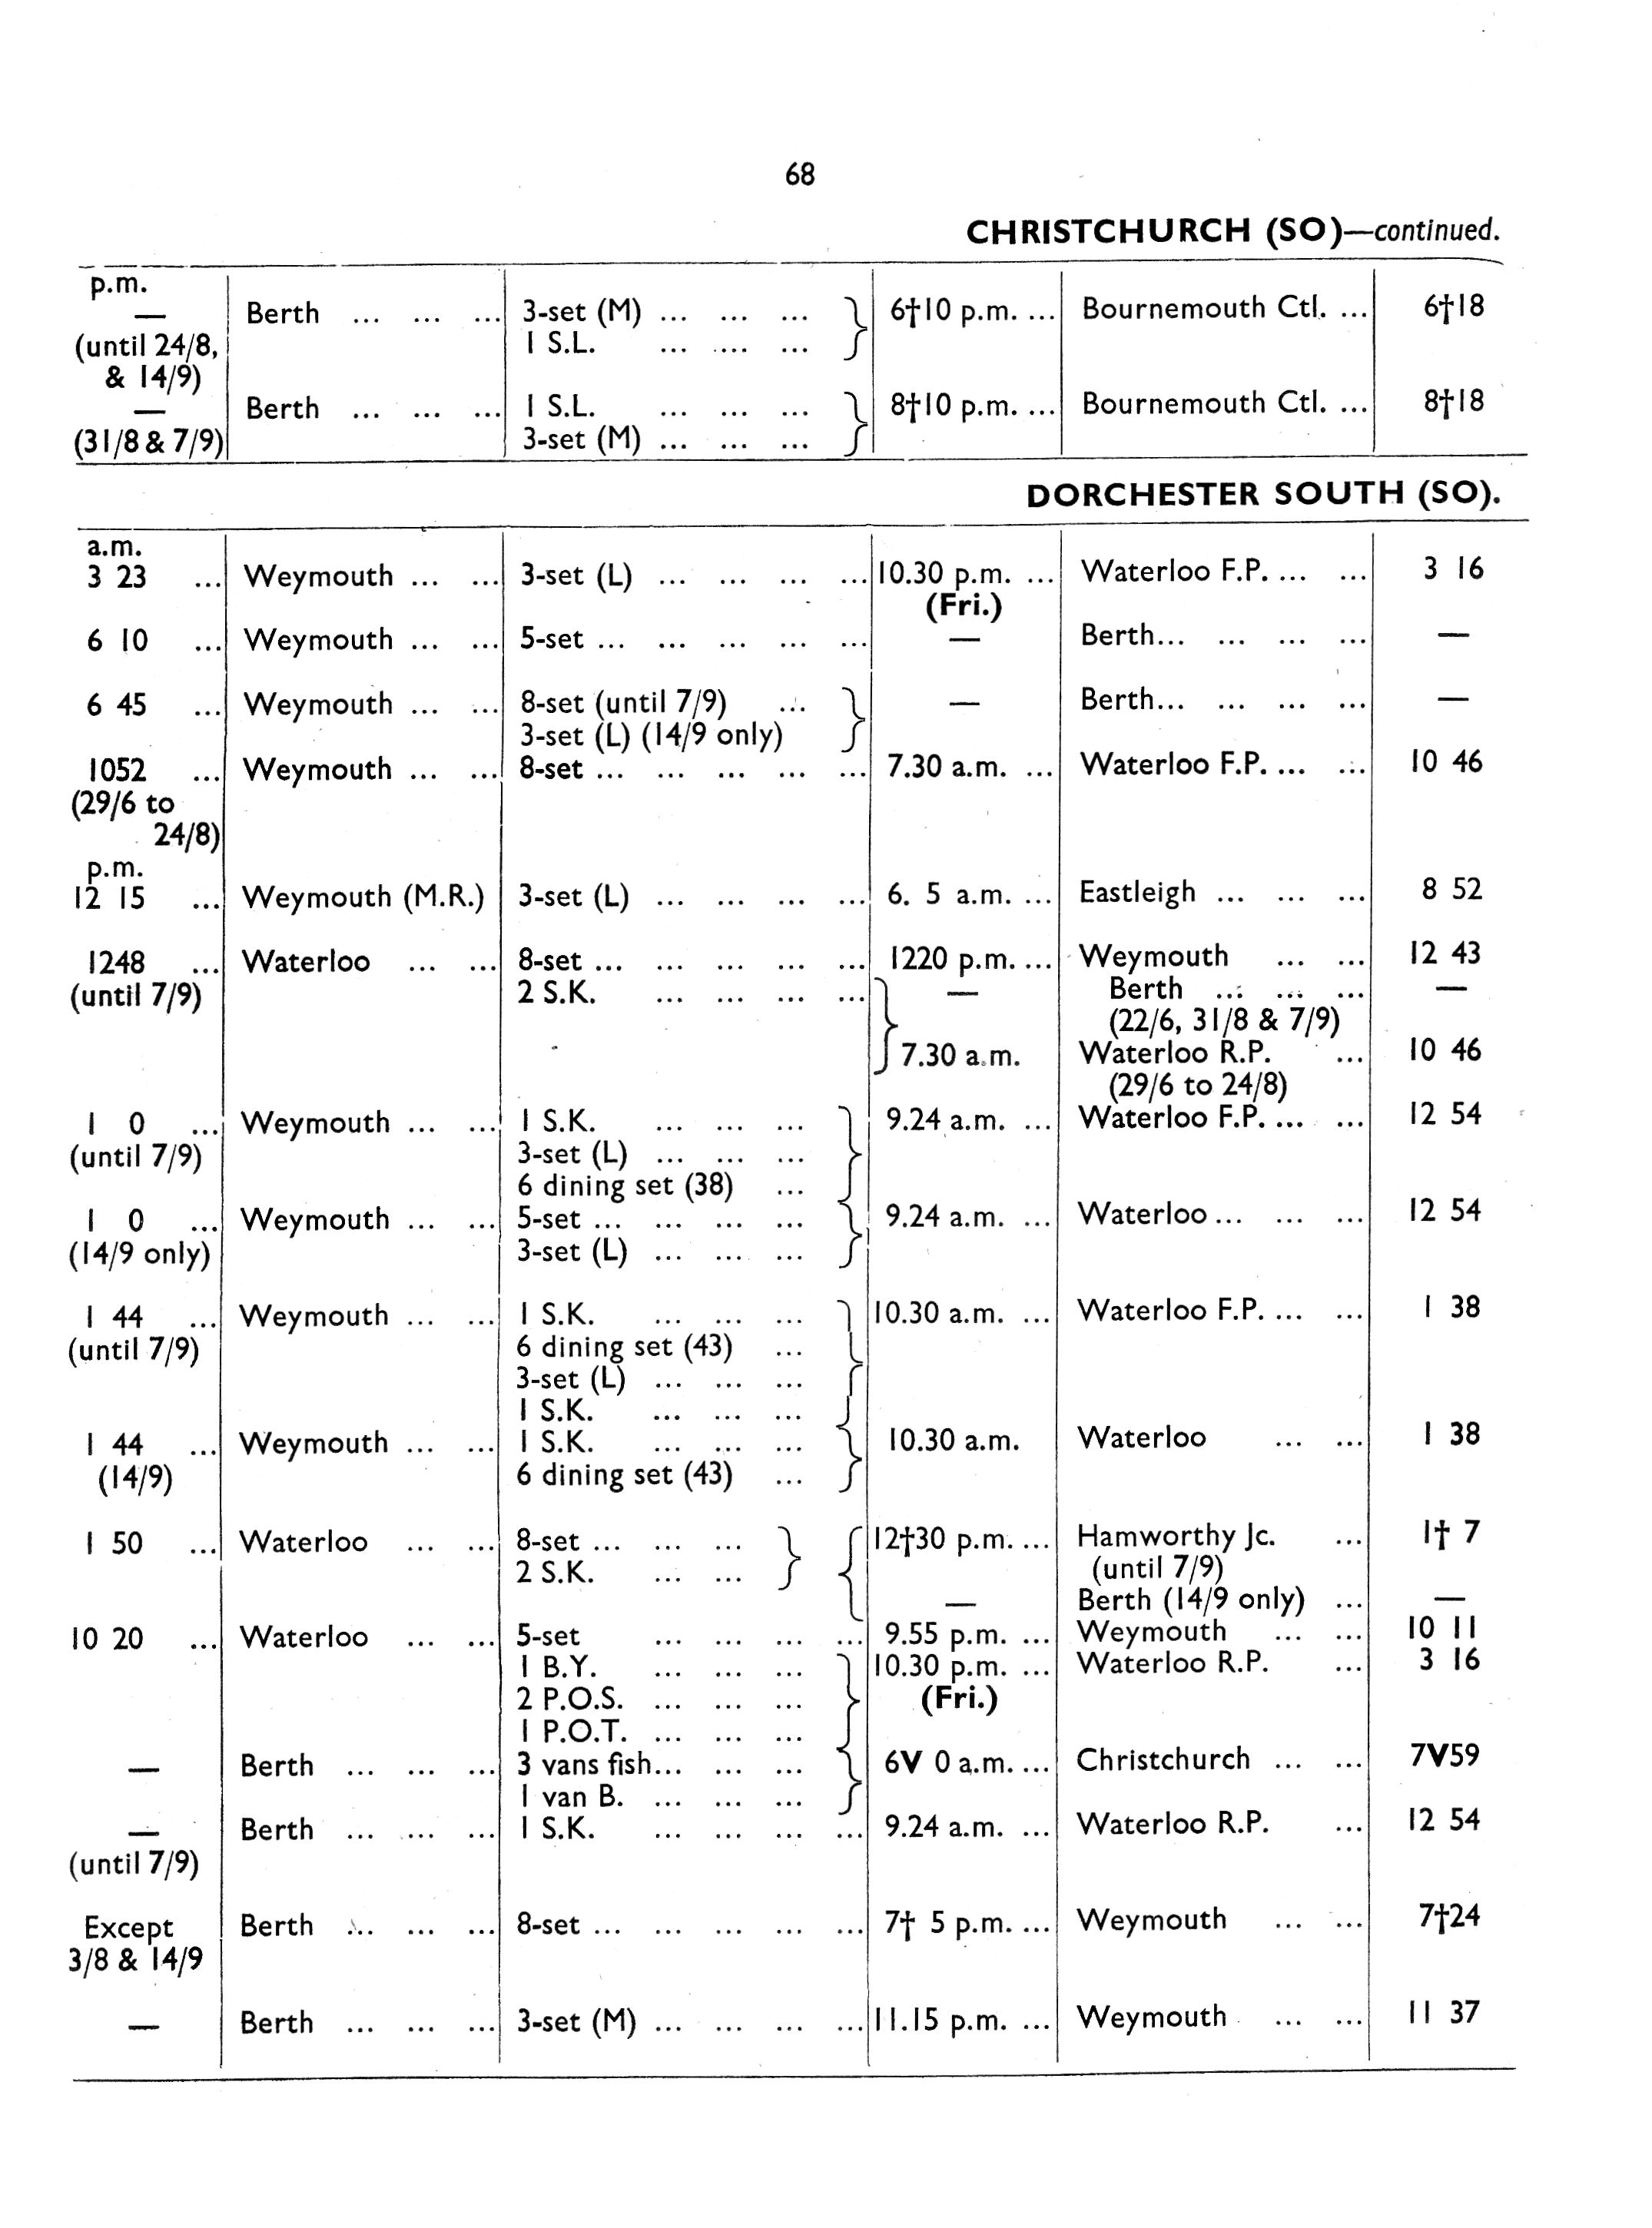 68
CHRISTCHURCH (SO)—continued.
p.m.
— Berth ... ... ... 3-set (M) ... ... ... } 6†10 p.m. ... Bournemouth Ctl. ... 6†18
(until 24/8, 1 S.L. ... ... ...
& 14/9)
— Berth ... ... ... 1 S.L. ... ... ... } 8†10 p.m. ... Bournemouth Ctl. ... 8†18
(31/8 & 7/9) 3-set (M) ... ... ...
DORCHESTER SOUTH (SO).
a.m.
3 23 ... Weymouth ... ... 3-set (L) ... ... ... ... 10.30 p.m. ... Waterloo F.P. ... ... 3 16
(Fri.)
6 10 ... Weymouth ... ... 5-set ... ... ... ... ... — Berth... ... ... ... —
6 45 ... Weymouth ... ... 8-set (until 7/9) ... } — Berth... ... ... ... —
3-set (L) (14/9 only)
1052 ... Weymouth ... ... 8-set ... ... ... ... ... 7.30 a.m. ... Waterloo F.P. ... ... 10 46
(29/6 to
24/8)
p.m.
12 15 ... Weymouth (M.R.) 3-set (L) ... ... ... ... 6. 5 a.m. ... Eastleigh ... ... ... 8 52
1248 ... Waterloo ... ... 8-set ... ... ... ... ... 1220 p.m. ... Weymouth ... ... 12 43
(until 7/9) 2 S.K. ... ... ... ... } — Berth ... ... ... —
(22/6, 31/8 & 7/9)
7.30 a.m. Waterloo R.P. ... 10 46
(29/6 to 24/8)
1 0 ... Weymouth ... ... 1 S.K. ... ... ... } 9.24 a.m. ... Waterloo F.P. ... ... 12 54
(until 7/9) 3-set (L) ... ... ...
6 dining set (38) ...
1 0 ... Weymouth ... ... 5-set ... ... ... ... } 9.24 a.m. ... Waterloo ... ... ... 12 54
(14/9 only) 3-set (L) ... ... ...
1 44 ... Weymouth ... ... 1 S.K. ... ... ... } 10.30 a.m. ... Waterloo F.P. ... ... 1 38
(until 7/9) 6 dining set (43) ...
3-set (L) ... ... ...
1 S.K. ... ... ...
1 44 ... Weymouth ... ... 1 S.K. ... ... ... } 10.30 a.m. Waterloo ... ... 1 38
(14/9) 6 dining set (43) ...
1 50 ... Waterloo ... ... 8-set ... ... ... } { 12†30 p.m. ... Hamworthy Jc. ... 1† 7
2 S.K. ... ... (until 7/9)
— Berth (14/9 only) ... —
10 20 ... Waterloo ... ... 5-set ... ... ... ... 9.55 p.m. ... Weymouth ... ... 10 11
1 B.Y. ... ... ... } 10.30 p.m. ... Waterloo R.P. ... 3 16
2 P.O.S. ... ... ... (Fri.)
1 P.O.T. ... ... ...
— Berth ... ... ... 3 vans fish... ... ... } 6V 0 a.m. ... Christchurch ... ... 7V59
1 van B. ... ... ...
— Berth ... ... ... 1 S.K. ... ... ... ... 9.24 a.m. ... Waterloo R.P. ... 12 54
(until 7/9)
Except Berth ... ... ... 8-set ... ... ... ... ... 7† 5 p.m. ... Weymouth ... ... 7†24
3/8 & 14/9
— Berth ... ... ... 3-set (M) ... ... ... ... 11.15 p.m. ... Weymouth ... ... 11 37